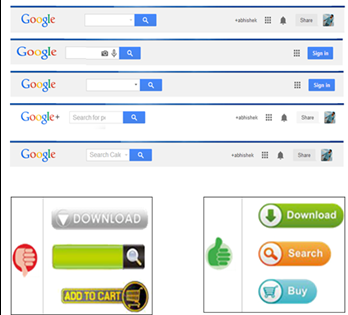 Google +abhishek Share
Google Sign in
Google Sign in
Google+ Search for pe +abhishek Share
Google Search Cale +abhishek Share
DOWNLOAD
ADD TO CART
Download
Search
Buy